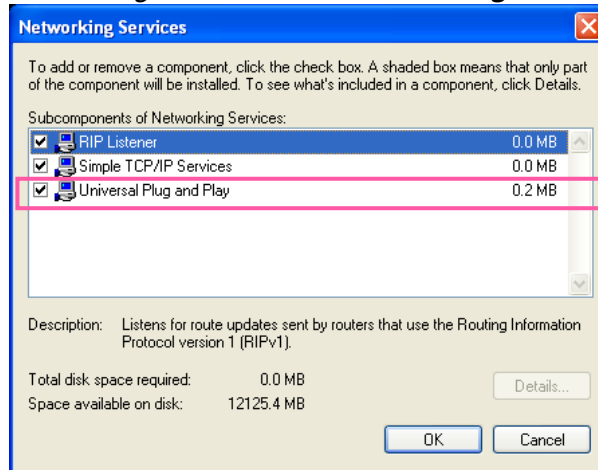 Networking Services
To add or remove a component, click the check box. A shaded box means that only part
of the component will be installed. To see what's included in a component, click Details.
Subcomponents of Networking Services:
RIP Listener 0.0 MB
Simple TCP/IP Services 0.0 MB
Universal Plug and Play 0.2 MB
Description: Listens for route updates sent by routers that use the Routing Information
Protocol version 1 (RIPv1).
Total disk space required: 0.0 MB
Details...
Space available on disk: 12125.4 MB
OK Cancel